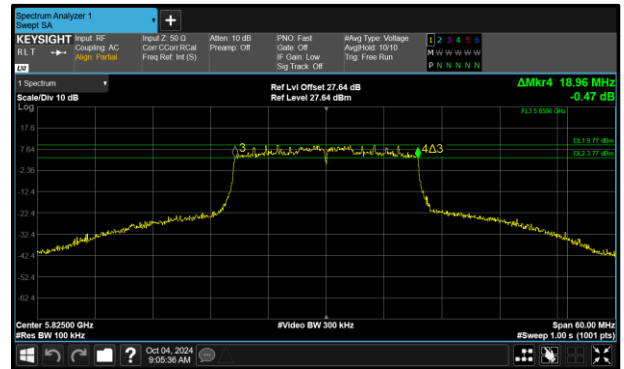 Spectrum Analyzer 1
Swept SA
+
KEYSIGHT Input: RF Input Z: 50 Ω Atten: 10 dB PNO: Fast #Avg Type: Voltage 1 2 3 4 5 6
RLT Coupling: AC Corr CCorr RCal Preamp: Off Gate: Off Avg|Hold: 10/10 M W W W W W
Align: Partial Freq Ref: Int (S) IF Gain: Low Trig: Free Run P N N N N N
LXI Sig Track: Off
1 Spectrum Ref Lvl Offset 27.64 dB ΔMkr4 18.96 MHz
Scale/Div 10 dB Ref Level 27.64 dBm -0.47 dB
Log FL3 5.8500 GHz
17.6
7.64 3 4Δ3 DL1 9.77 dBm
DL2 3.77 dBm
-2.36
-12.4
-22.4
-32.4
-42.4
-52.4
-62.4
Center 5.82500 GHz #Video BW 300 kHz Span 60.00 MHz
#Res BW 100 kHz #Sweep 1.00 s (1001 pts)
? Oct 04, 2024
9:05:36 AM